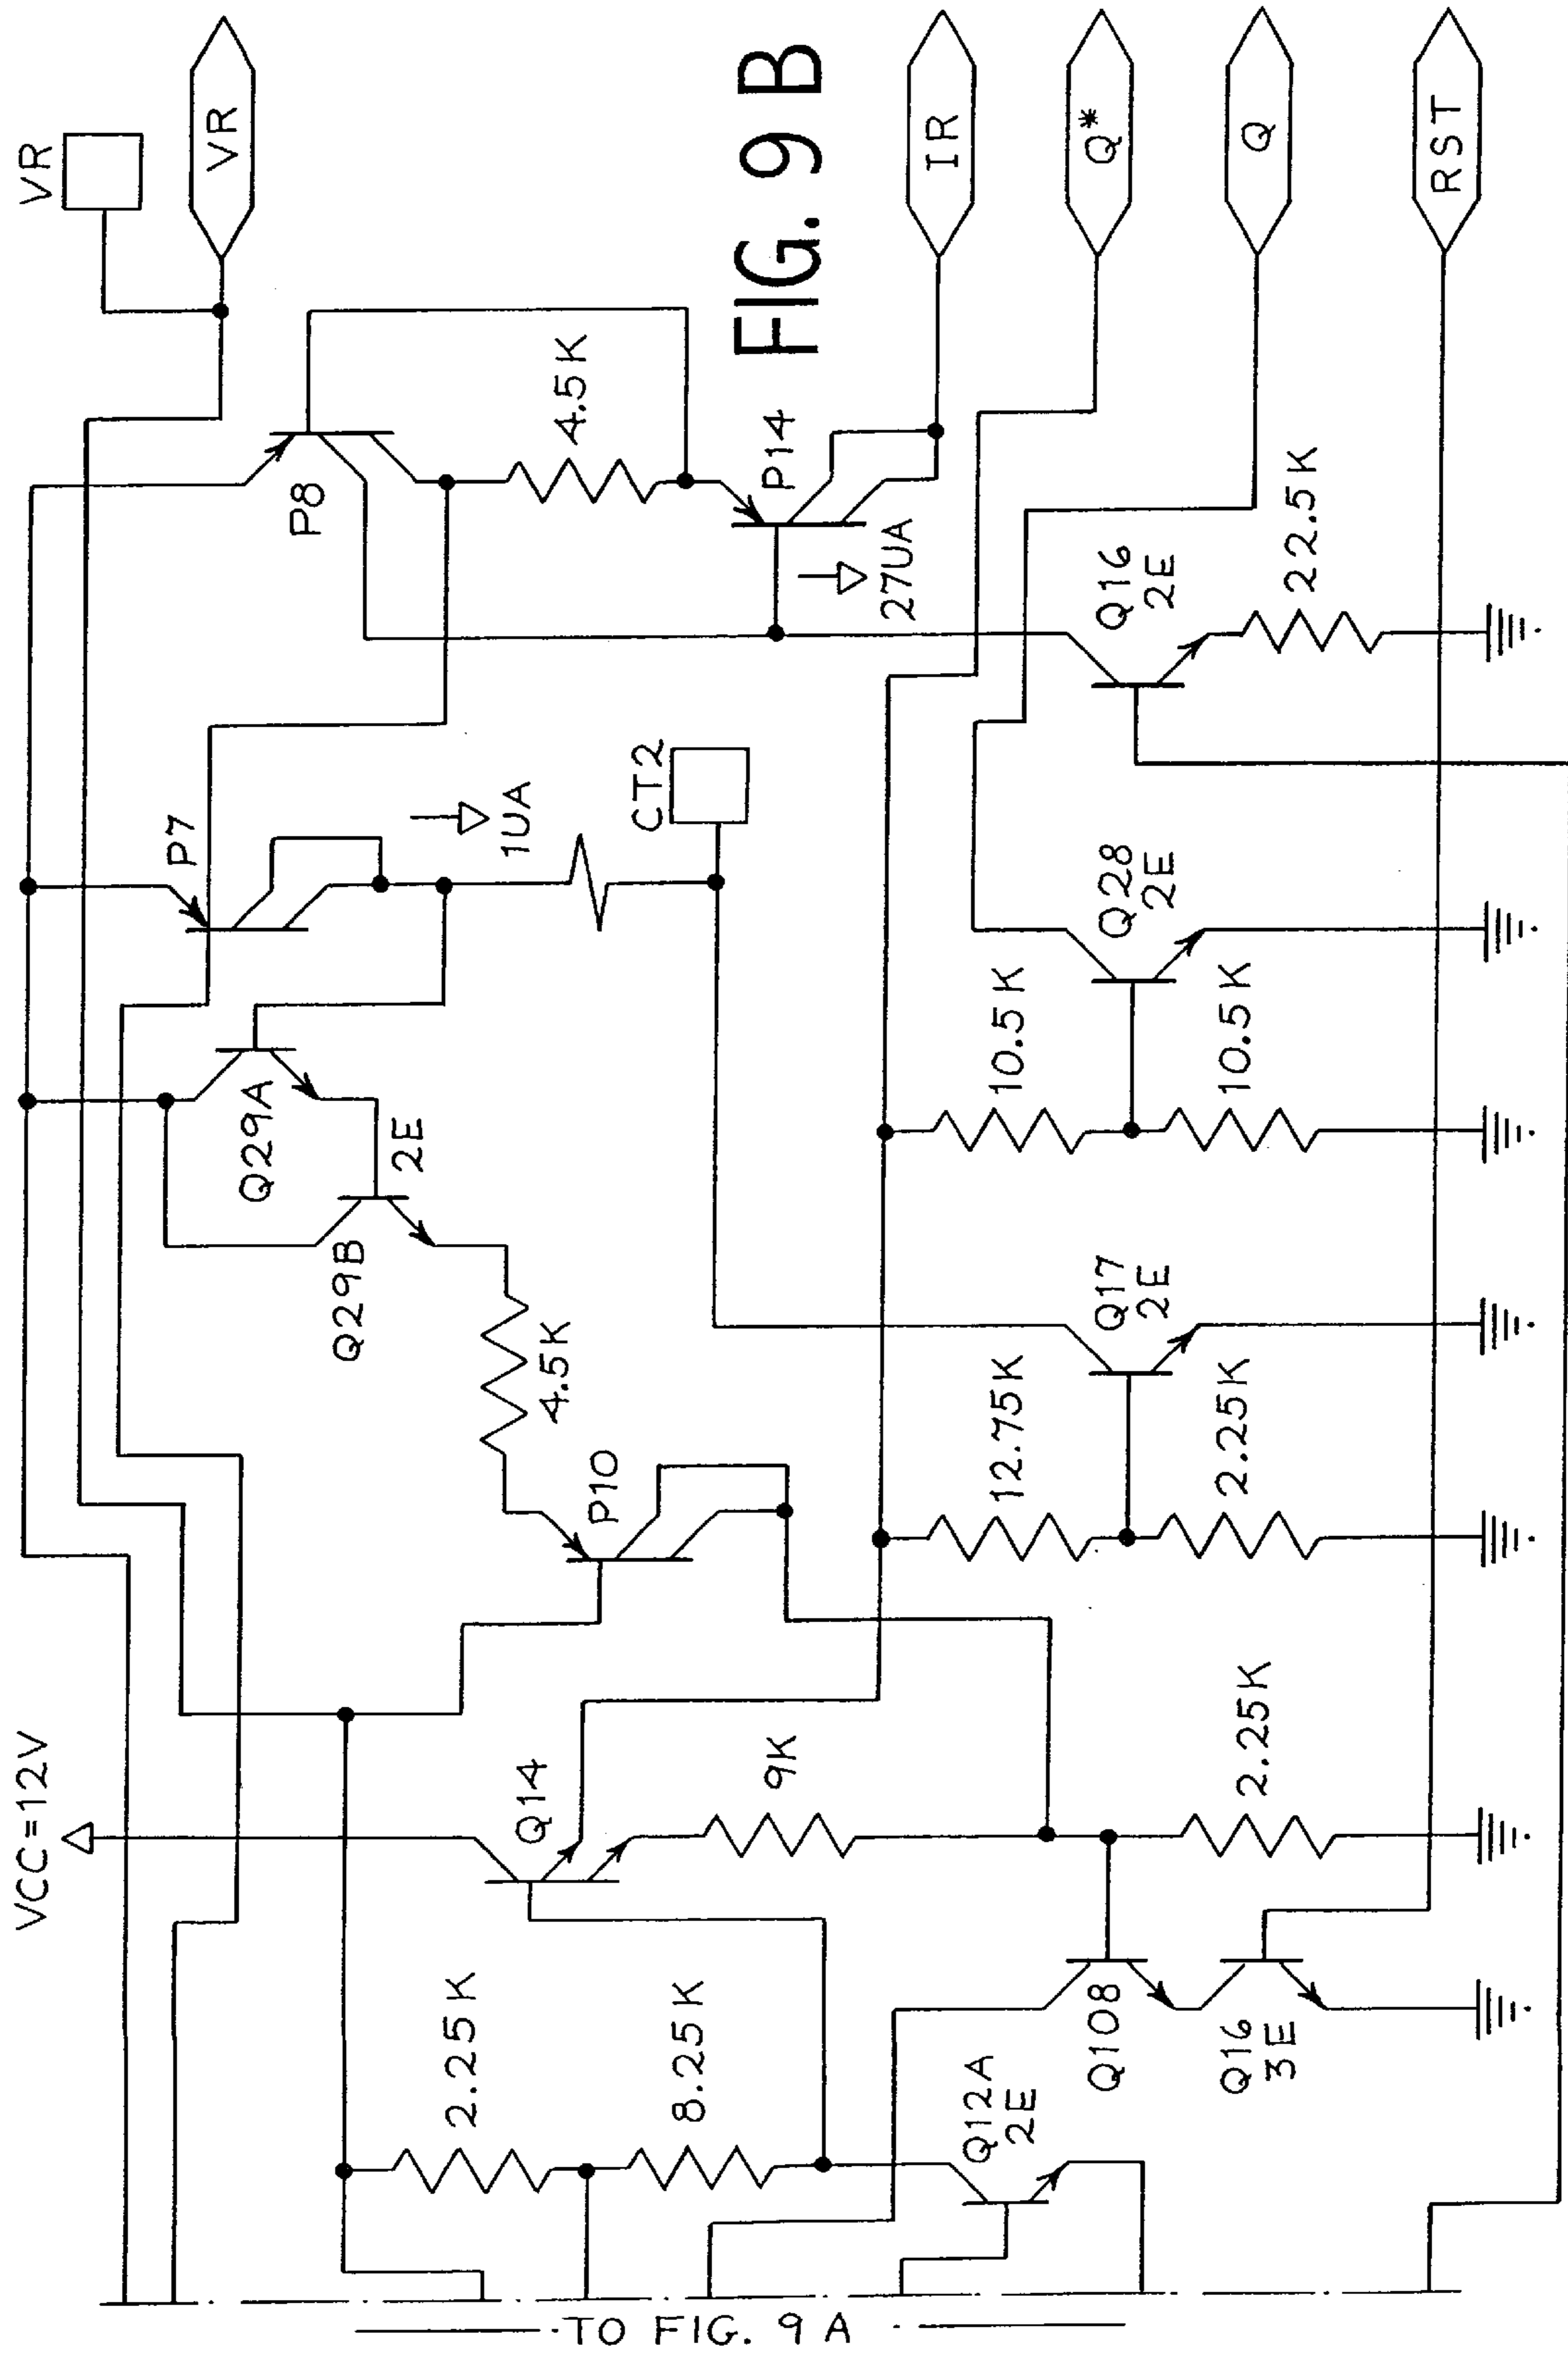 VR
VR
VCC=12V
P7
P8
4.5K
FIG. 9 B
1UA
P14
27UA
IR
Q*
Q
RST
Q29A
Q29B
2E
4.5K
P10
CT2
Q14
9K
2.25K
8.25K
Q12A
2E
Q108
Q16
3E
2.25K
12.75K
2.25K
Q17
2E
10.5K
10.5K
Q28
2E
Q16
2E
22.5K
TO FIG. 9 A